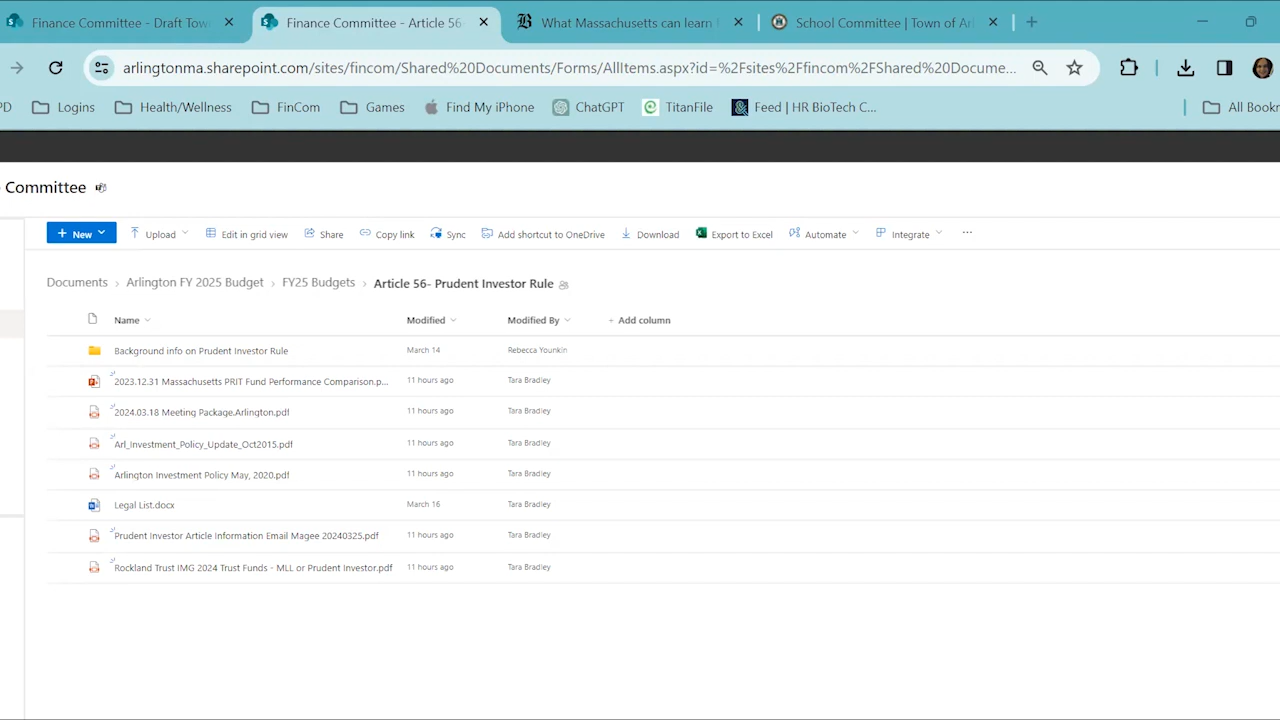 Finance Committee - Draft Tow
Finance Committee - Article 56-
What Massachusetts can learn
School Committee | Town of Arl
arlingtonma.sharepoint.com/sites/fincom/Shared%20Documents/Forms/AllItems.aspx?id=%2Fsites%2Ffincom%2FShared%20Docume...
PD
Logins
Health/Wellness
FinCom
Games
Find My iPhone
ChatGPT
TitanFile
Feed | HR BioTech C...
All Bookm
Committee
+ New
Upload
Edit in grid view
Share
Copy link
Sync
Add shortcut to OneDrive
Download
Export to Excel
Automate
Integrate
...
Documents > Arlington FY 2025 Budget > FY25 Budgets > Article 56- Prudent Investor Rule
Name Modified Modified By + Add column
Background info on Prudent Investor Rule March 14 Rebecca Younkin
2023.12.31 Massachusetts PRIT Fund Performance Comparison.p... 11 hours ago Tara Bradley
2024.03.18 Meeting Package.Arlington.pdf 11 hours ago Tara Bradley
Arl_Investment_Policy_Update_Oct2015.pdf 11 hours ago Tara Bradley
Arlington Investment Policy May, 2020.pdf 11 hours ago Tara Bradley
Legal List.docx March 16 Tara Bradley
Prudent Investor Article Information Email Magee 20240325.pdf 11 hours ago Tara Bradley
Rockland Trust IMG 2024 Trust Funds - MLL or Prudent Investor.pdf 11 hours ago Tara Bradley